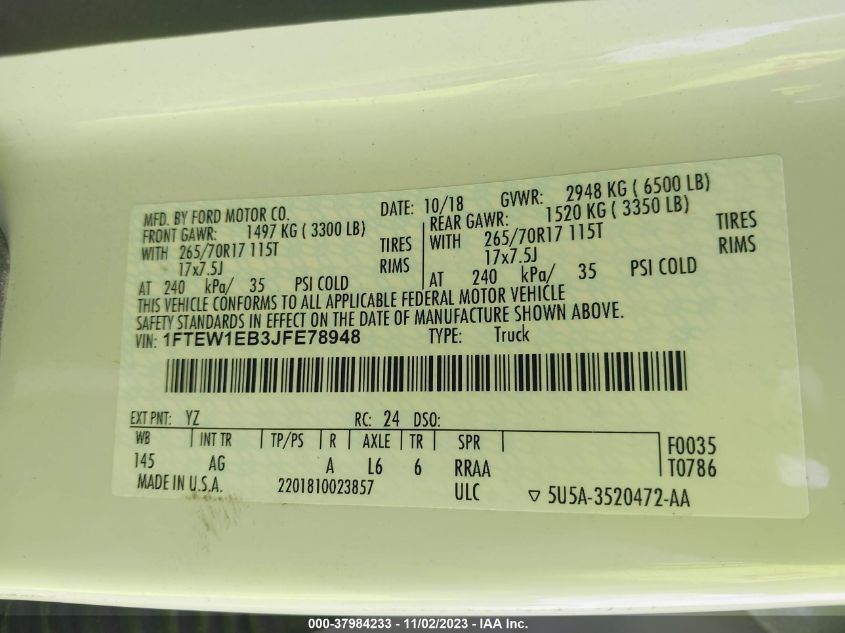 MFD. BY FORD MOTOR CO. DATE: 10/18 GVWR: 2948 KG ( 6500 LB)
FRONT GAWR: 1497 KG ( 3300 LB) REAR GAWR: 1520 KG ( 3350 LB)
WITH 265/70R17 115T TIRES WITH 265/70R17 115T TIRES
17x7.5J RIMS 17x7.5J RIMS
AT 240 kPa/ 35 PSI COLD AT 240 kPa/ 35 PSI COLD
THIS VEHICLE CONFORMS TO ALL APPLICABLE FEDERAL MOTOR VEHICLE
SAFETY STANDARDS IN EFFECT ON THE DATE OF MANUFACTURE SHOWN ABOVE.
VIN: 1FTEW1EB3JFE78948 TYPE: Truck
EXT PNT: YZ RC: 24 DSO:
WB INT TR TP/PS R AXLE TR SPR F0035
145 AG A L6 6 RRAA T0786
MADE IN U.S.A. 2201810023857 ULC ▽ 5U5A-3520472-AA
000-37984233 - 11/02/2023 - IAA Inc.